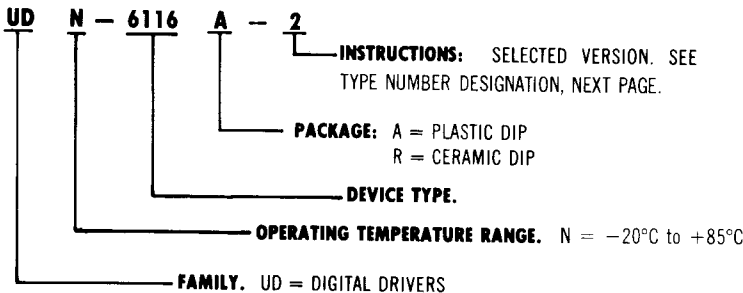 UD N – 6116 A – 2
INSTRUCTIONS: SELECTED VERSION. SEE
TYPE NUMBER DESIGNATION, NEXT PAGE.
PACKAGE: A = PLASTIC DIP
R = CERAMIC DIP
DEVICE TYPE.
OPERATING TEMPERATURE RANGE. N = −20°C to +85°C
FAMILY. UD = DIGITAL DRIVERS